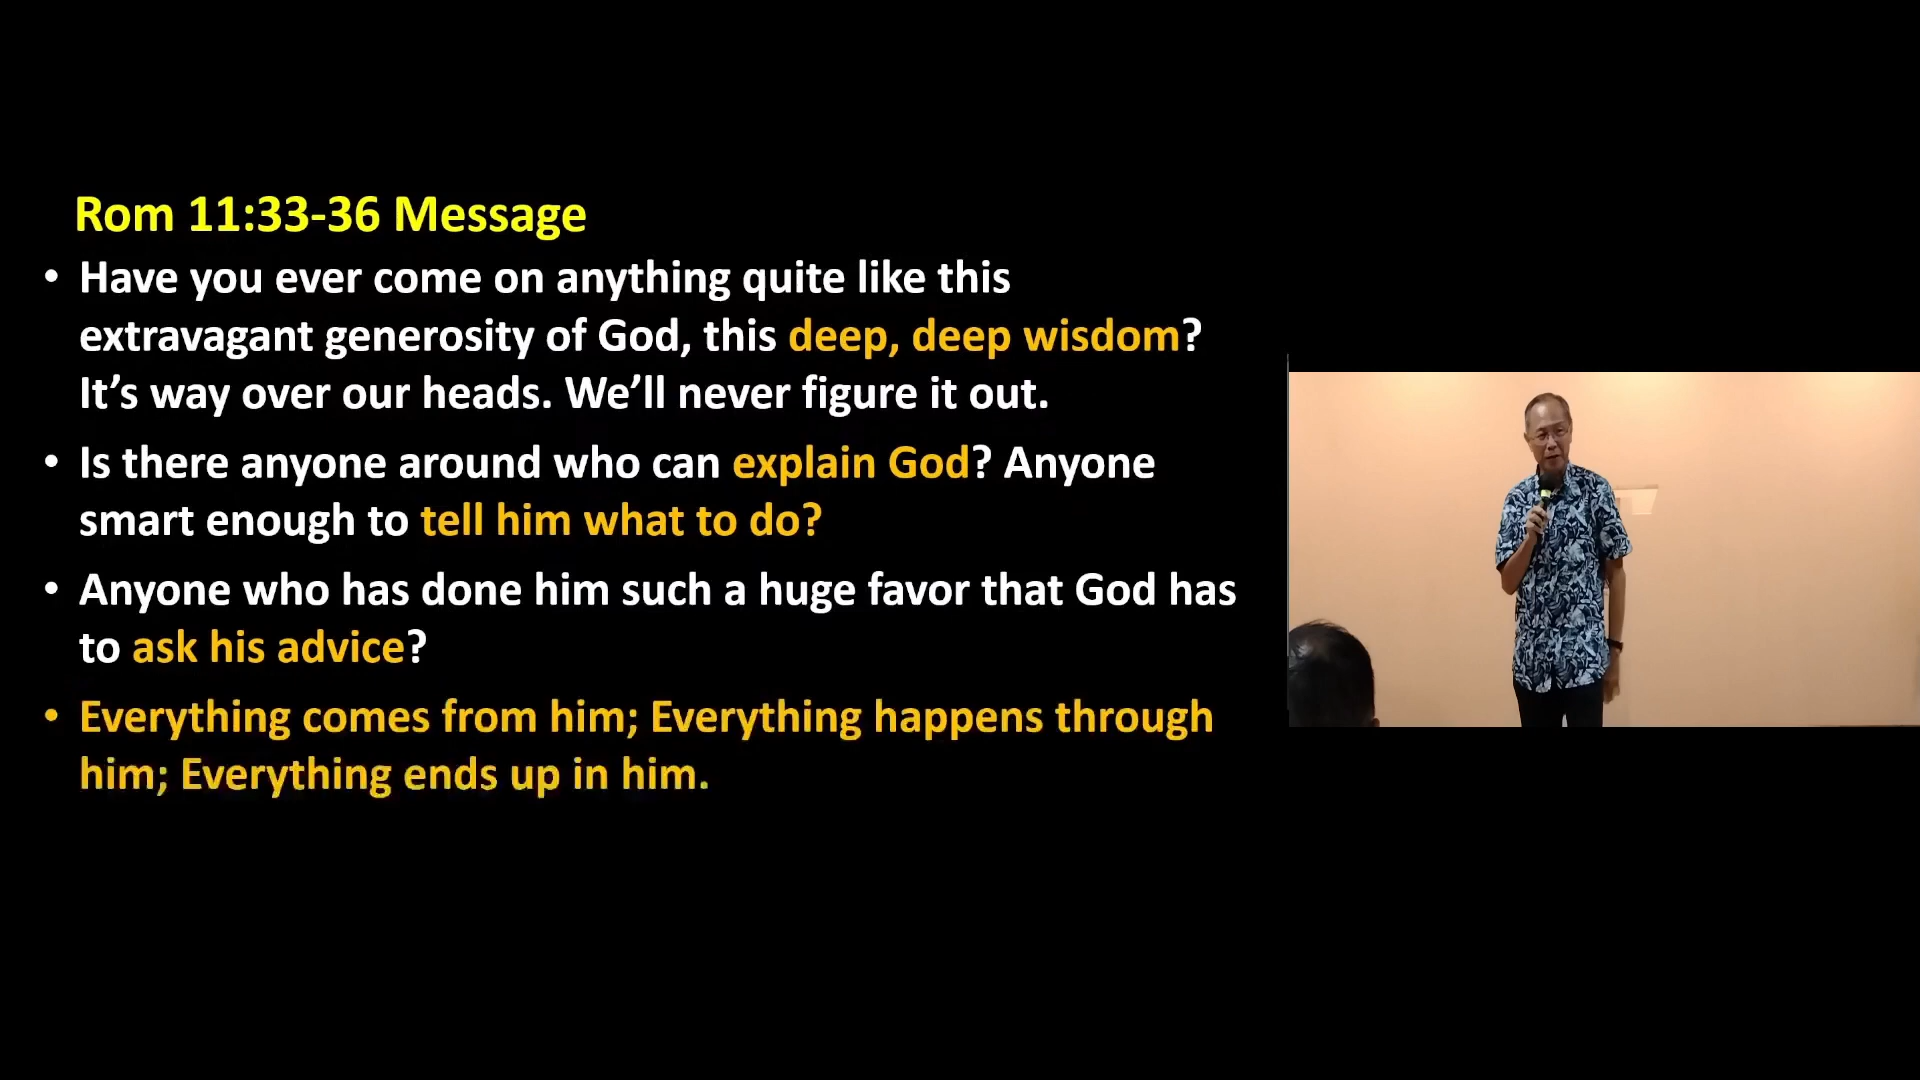 Rom 11:33-36 Message
• Have you ever come on anything quite like this
extravagant generosity of God, this deep, deep wisdom?
It’s way over our heads. We’ll never figure it out.
• Is there anyone around who can explain God? Anyone
smart enough to tell him what to do?
• Anyone who has done him such a huge favor that God has
to ask his advice?
• Everything comes from him; Everything happens through
him; Everything ends up in him.